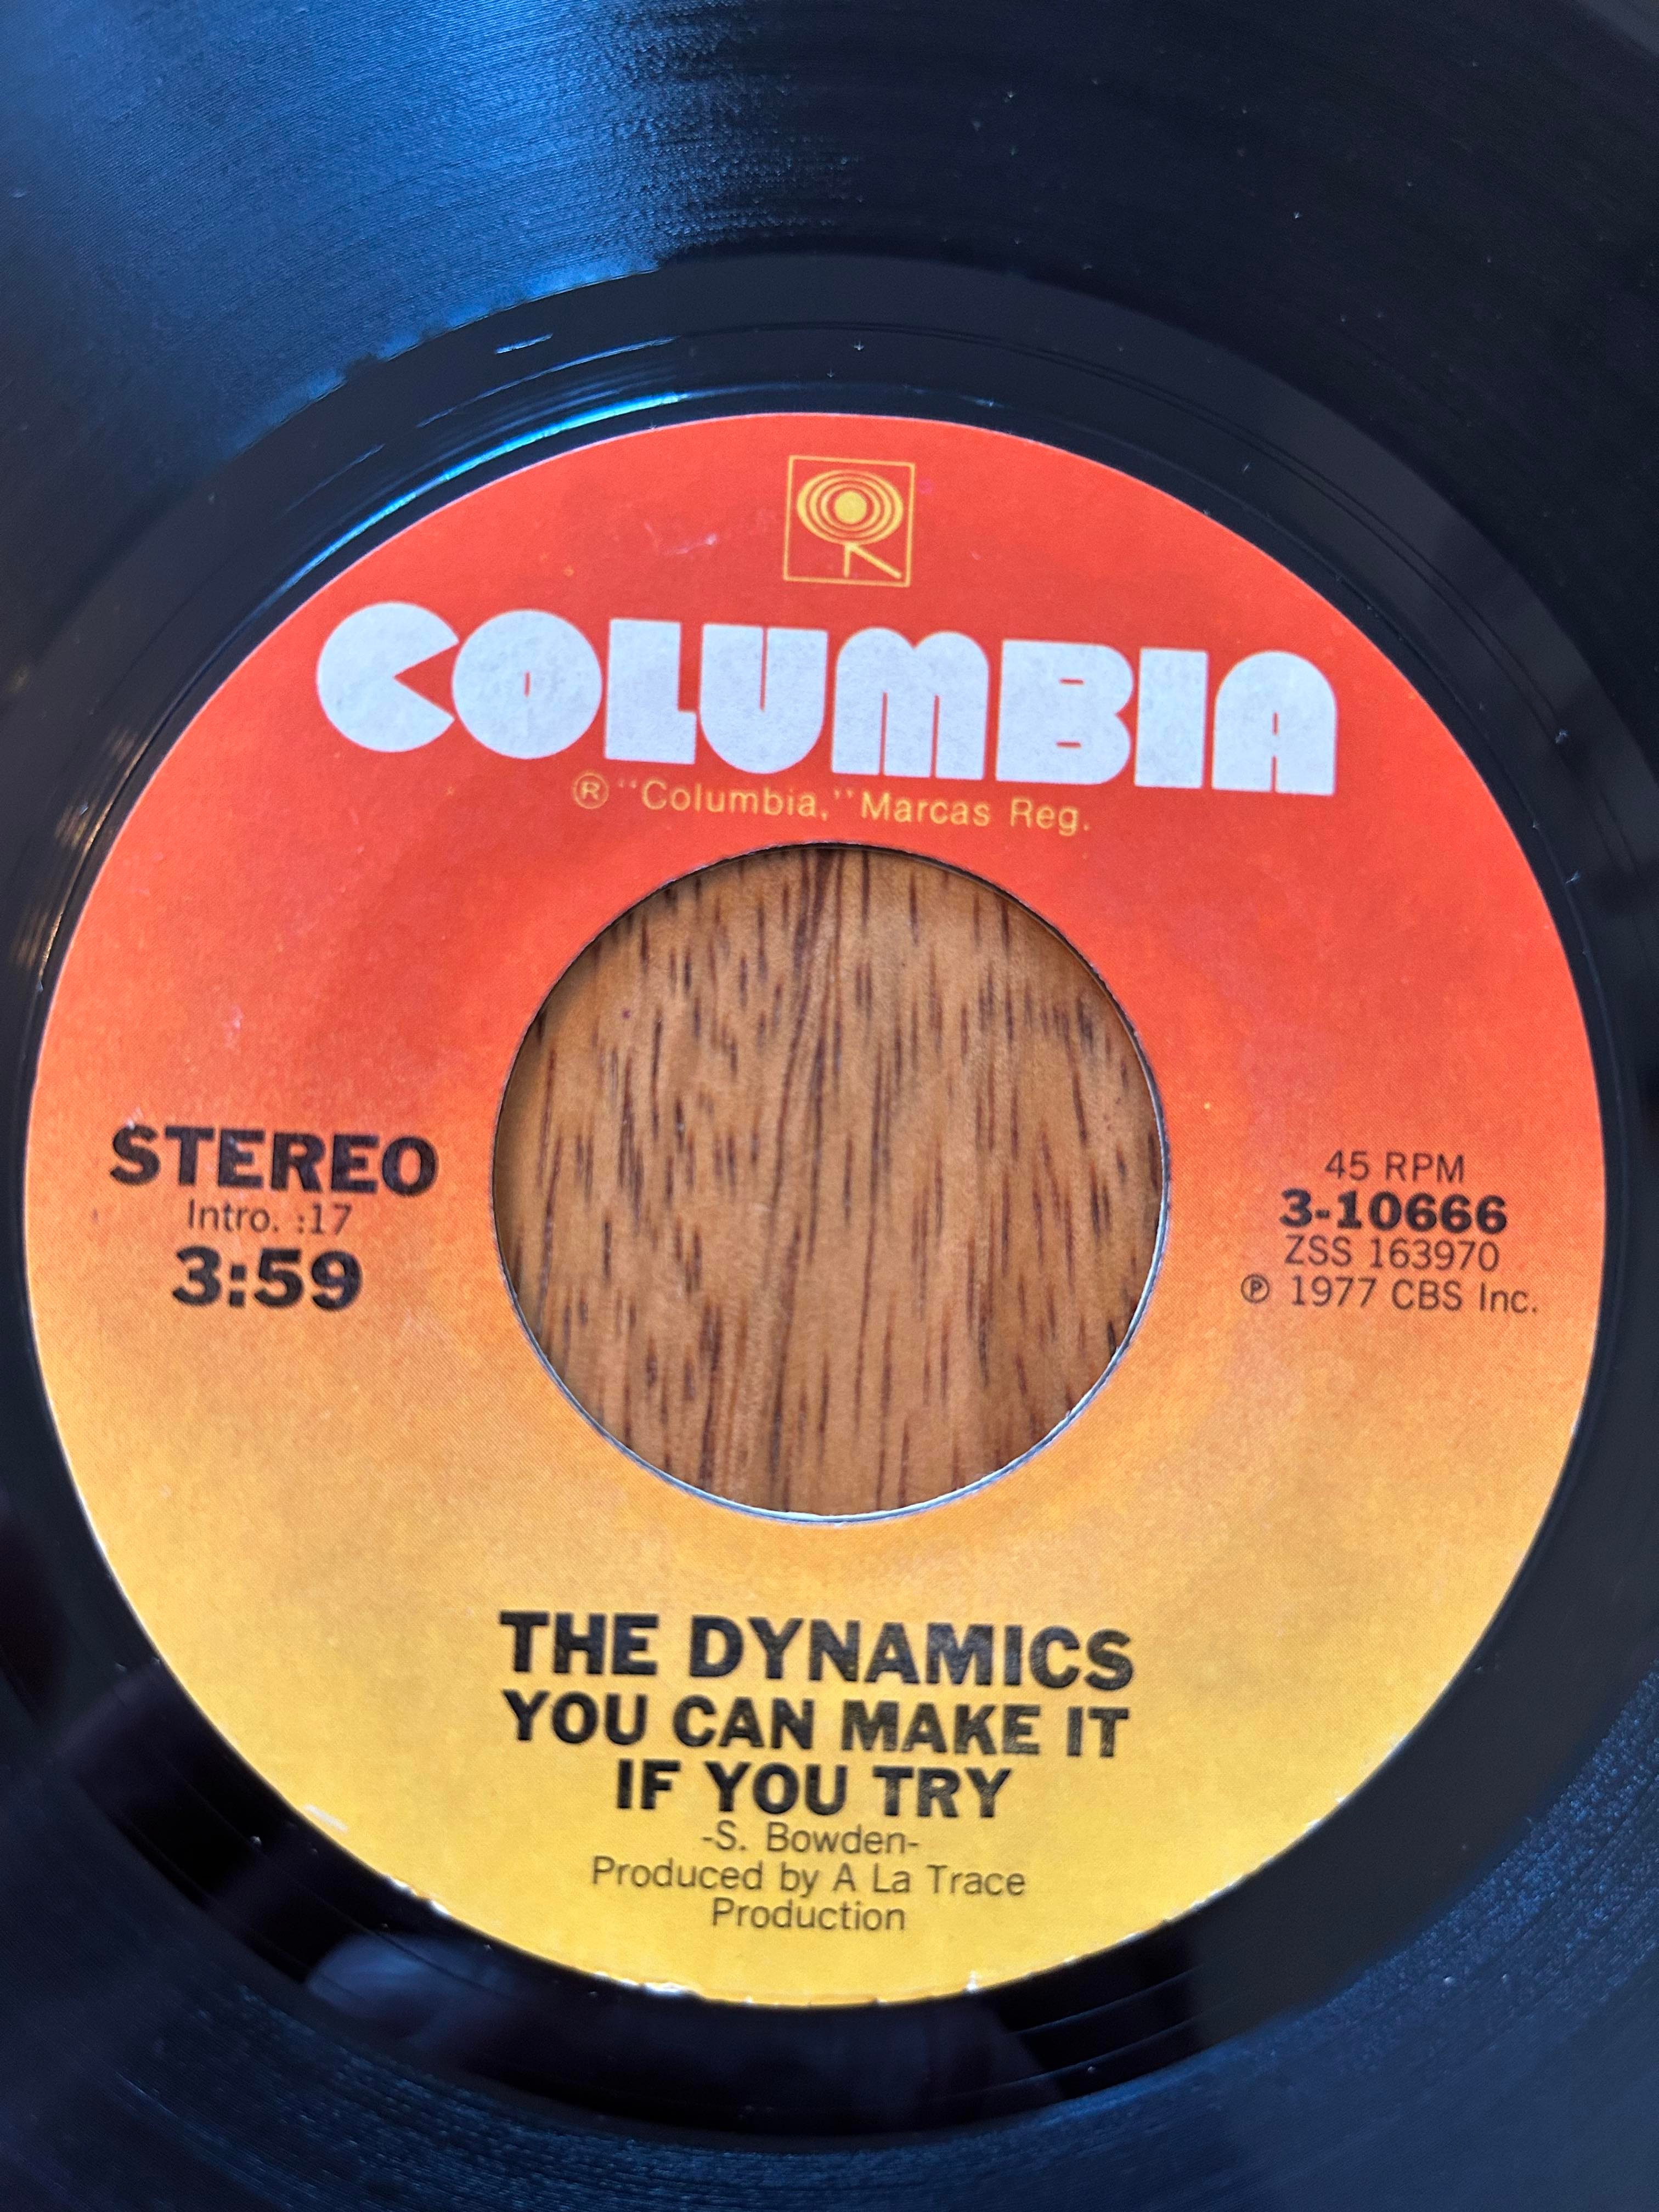 COLUMBIA
® "Columbia," Marcas Reg.
STEREO
Intro. :17
3:59
45 RPM
3-10666
ZSS 163970
℗ 1977 CBS Inc.
THE DYNAMICS
YOU CAN MAKE IT
IF YOU TRY
-S. Bowden-
Produced by A La Trace
Production